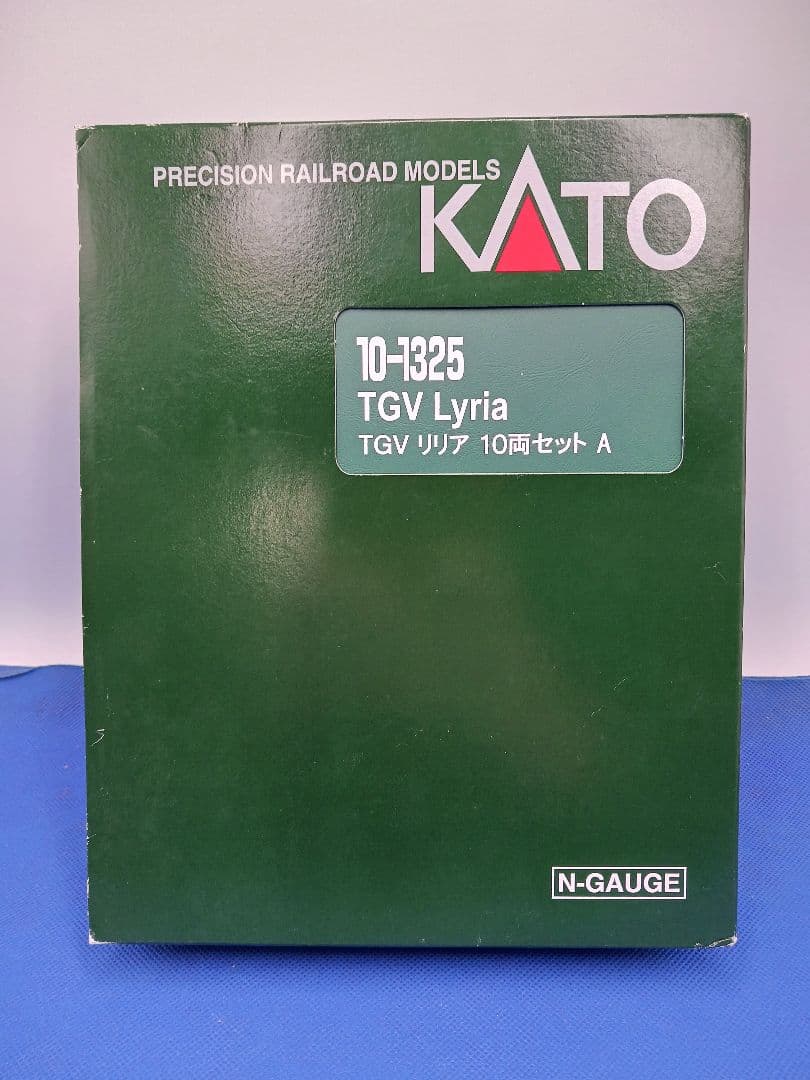 PRECISION RAILROAD MODELS
KATO
10-1325
TGV Lyria
TGV リリア 10両セット A
N-GAUGE